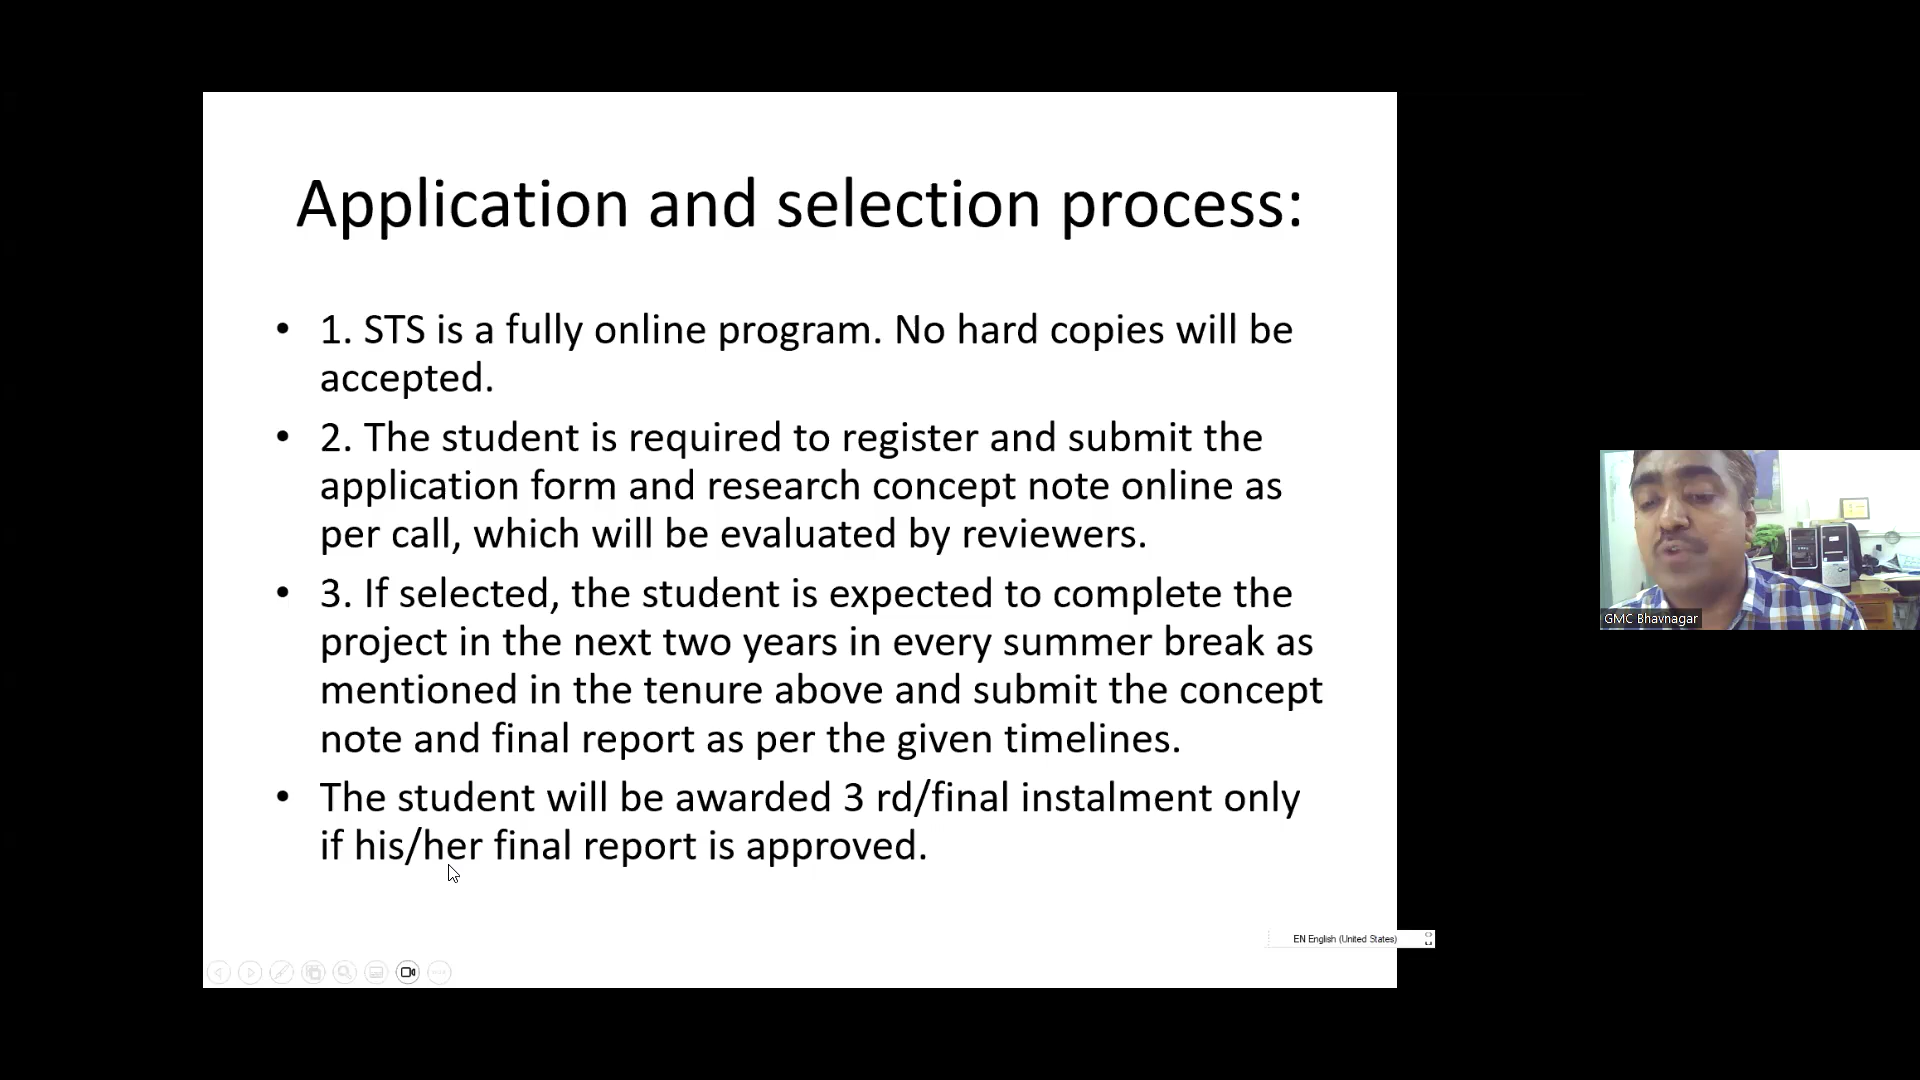 Application and selection process:
• 1. STS is a fully online program. No hard copies will be
accepted.
• 2. The student is required to register and submit the
application form and research concept note online as
per call, which will be evaluated by reviewers.
• 3. If selected, the student is expected to complete the
project in the next two years in every summer break as
mentioned in the tenure above and submit the concept
note and final report as per the given timelines.
• The student will be awarded 3 rd/final instalment only
if his/her final report is approved.
EN English (United States)
GMC Bhavnagar